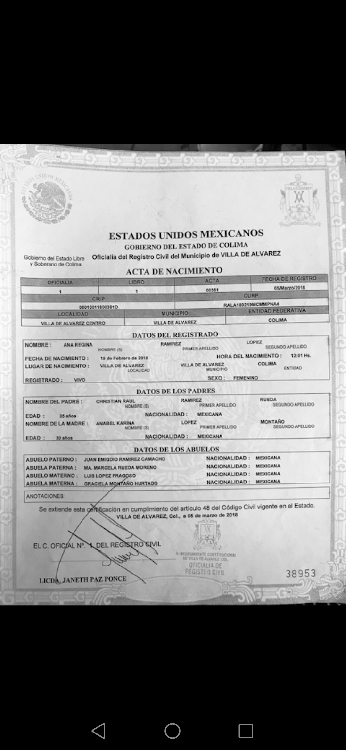 ESTADOS UNIDOS MEXICANOS
GOBIERNO DEL ESTADO DE COLIMA
Gobierno del Estado Libre y Soberano de Colima
Oficialía del Registro Civil del Municipio de VILLA DE ALVAREZ
ACTA DE NACIMIENTO
OFICIALIA LIBRO ACTA FECHA DE REGISTRO
1 1 05/Marzo/2018
CRIP CURP
LOCALIDAD MUNICIPIO ENTIDAD FEDERATIVA
VILLA DE ALVAREZ CENTRO VILLA DE ALVAREZ COLIMA
DATOS DEL REGISTRADO
NOMBRE : ANA REGINA RAMIREZ LOPEZ
NOMBRE (S) PRIMER APELLIDO SEGUNDO APELLIDO
FECHA DE NACIMIENTO : de Febrero de 2018 HORA DEL NACIMIENTO : 12:01 Hs.
LUGAR DE NACIMIENTO : VILLA DE ALVAREZ VILLA DE ALVAREZ COLIMA
LOCALIDAD MUNICIPIO ENTIDAD
REGISTRADO : VIVO SEXO : FEMENINO
DATOS DE LOS PADRES
NOMBRE DEL PADRE : CHRISTIAN RAUL RAMIREZ RUEDA
NOMBRE (S) PRIMER APELLIDO SEGUNDO APELLIDO
EDAD : años NACIONALIDAD : MEXICANA
NOMBRE DE LA MADRE : ANABEL KARINA LOPEZ MONTAÑO
NOMBRE (S) PRIMER APELLIDO SEGUNDO APELLIDO
EDAD : años NACIONALIDAD : MEXICANA
DATOS DE LOS ABUELOS
ABUELO PATERNO : JUAN EMIGDIO RAMIREZ CAMACHO NACIONALIDAD : MEXICANA
ABUELA PATERNA : MA. MARCELA RUEDA MORENO NACIONALIDAD : MEXICANA
ABUELO MATERNO : LUIS LOPEZ FRAGOSO NACIONALIDAD : MEXICANA
ABUELA MATERNA : GRACIELA MONTAÑO HURTADO NACIONALIDAD : MEXICANA
ANOTACIONES:
Se extiende esta certificación en cumplimiento del articulo 48 del Código Civil vigente en el Estado.
VILLA DE ALVAREZ, Col., a 05 de marzo de 2018
EL C. OFICIAL Nº. 1, DEL REGISTRO CIVIL
LICDA. JANETH PAZ PONCE
H. AYUNTAMIENTO CONSTITUCIONAL
DE VILLA DE ALVAREZ, COL.
OFICIALIA DE
REGISTRO CIVIL
38953